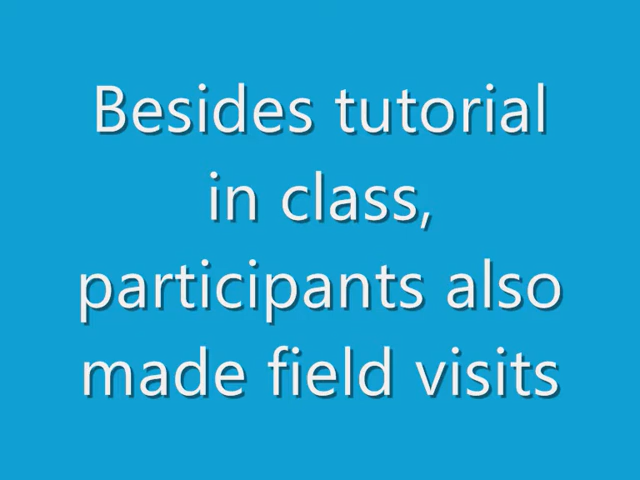 Besides tutorial
in class,
participants also
made field visits